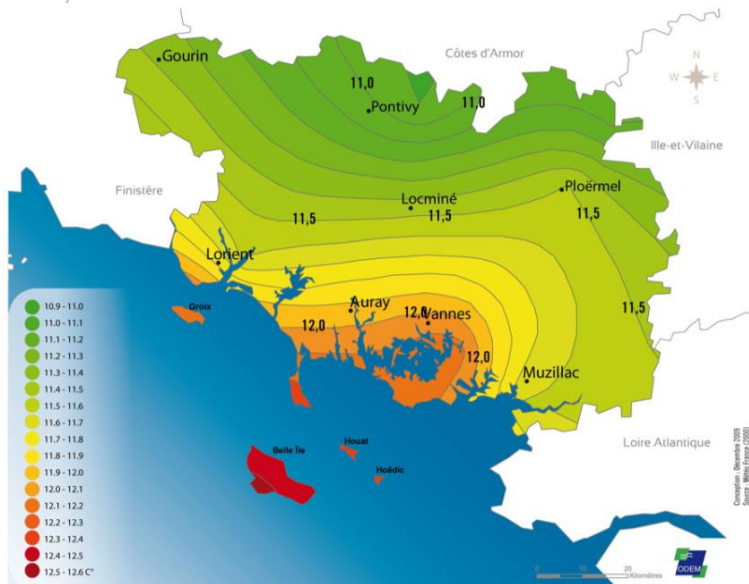 Côtes d'Armor
N
W E
S
Gourin
11,0
11,0
Pontivy
Ille-et-Vilaine
Finistère
Ploërmel
Locminé
11,5
11,5
11,5
Lorient
11,5
Groix
Auray
12,0
Vannes
12,0
12,0
Muzillac
Houat
Belle Île
Hoëdic
Loire Atlantique
10.9 - 11.0
11.0 - 11.1
11.1 - 11.2
11.2 - 11.3
11.3 - 11.4
11.4 - 11.5
11.5 - 11.6
11.6 - 11.7
11.7 - 11.8
11.8 - 11.9
11.9 - 12.0
12.0 - 12.1
12.1 - 12.2
12.2 - 12.3
12.3 - 12.4
12.4 - 12.5
12.5 - 12.6 C°
Conception : Décembre 2009
Source : Météo France (2000)
0 20
Kilomètres
ODEM